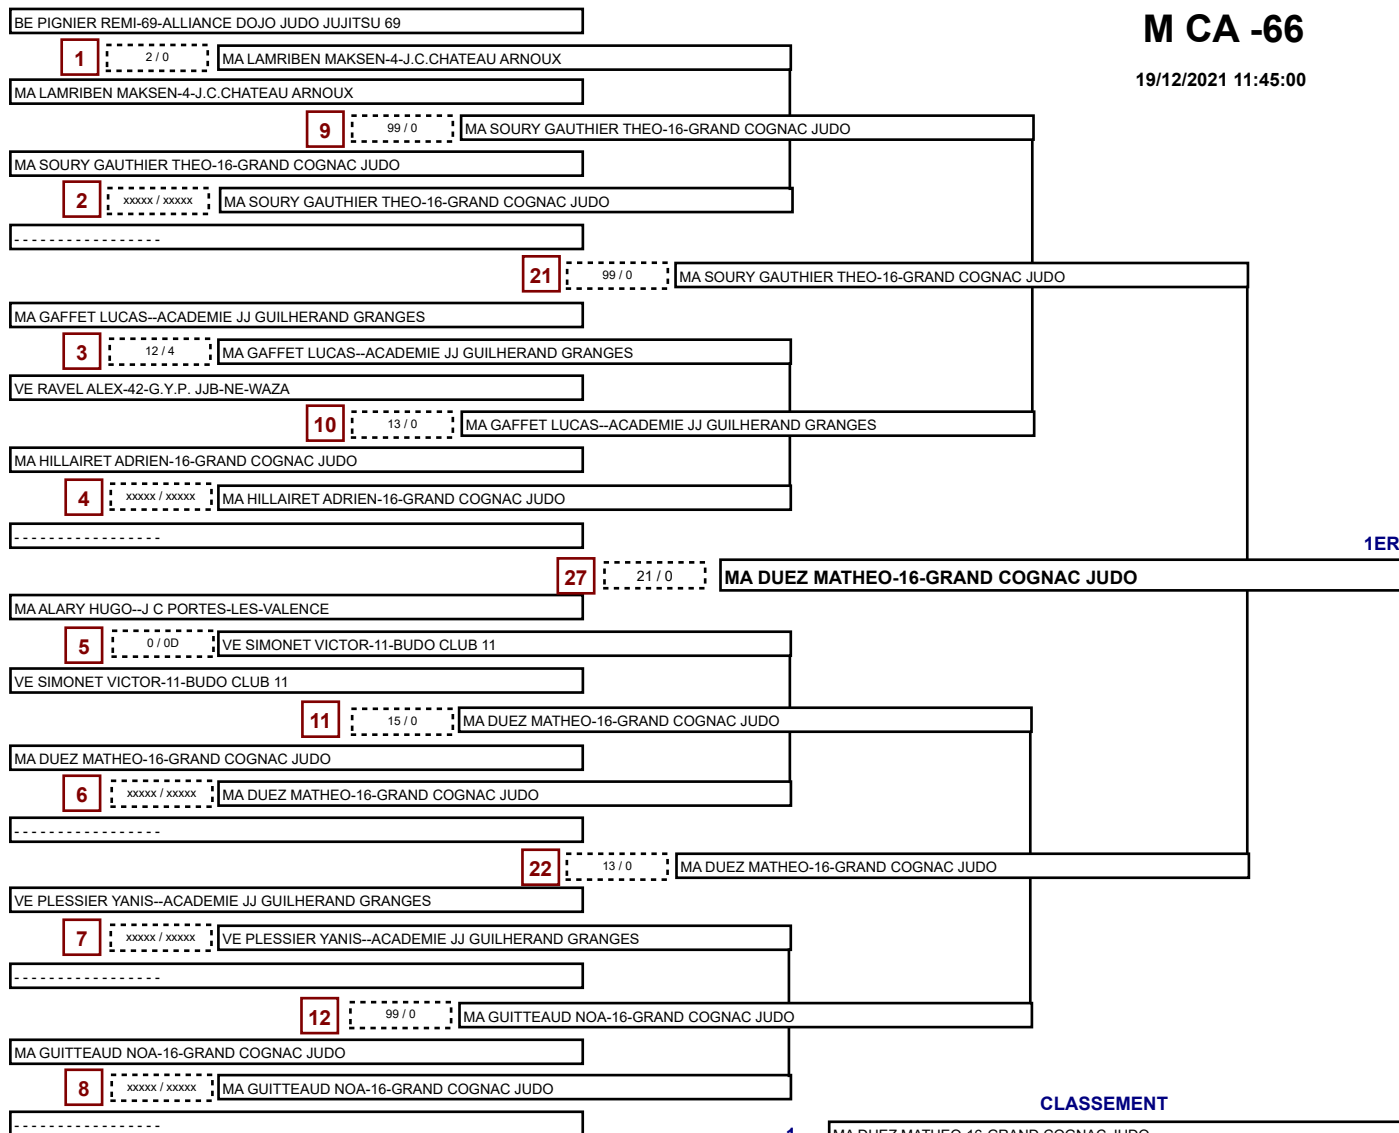 BE PIGNIER REMI-69-ALLIANCE DOJO JUDO JUJITSU 69
M CA -66
1
2 / 0
MA LAMRIBEN MAKSEN-4-J.C.CHATEAU ARNOUX
19/12/2021 11:45:00
MA LAMRIBEN MAKSEN-4-J.C.CHATEAU ARNOUX
9
99 / 0
MA SOURY GAUTHIER THEO-16-GRAND COGNAC JUDO
MA SOURY GAUTHIER THEO-16-GRAND COGNAC JUDO
2
xxxxx / xxxxx
MA SOURY GAUTHIER THEO-16-GRAND COGNAC JUDO
- - - - - - - - - - - - - - - - -
21
99 / 0
MA SOURY GAUTHIER THEO-16-GRAND COGNAC JUDO
MA GAFFET LUCAS--ACADEMIE JJ GUILHERAND GRANGES
3
12 / 4
MA GAFFET LUCAS--ACADEMIE JJ GUILHERAND GRANGES
VE RAVEL ALEX-42-G.Y.P. JJB-NE-WAZA
10
13 / 0
MA GAFFET LUCAS--ACADEMIE JJ GUILHERAND GRANGES
MA HILLAIRET ADRIEN-16-GRAND COGNAC JUDO
4
xxxxx / xxxxx
MA HILLAIRET ADRIEN-16-GRAND COGNAC JUDO
- - - - - - - - - - - - - - - - -
1ER
27
21 / 0
MA DUEZ MATHEO-16-GRAND COGNAC JUDO
MA ALARY HUGO--J C PORTES-LES-VALENCE
5
0 / 0D
VE SIMONET VICTOR-11-BUDO CLUB 11
VE SIMONET VICTOR-11-BUDO CLUB 11
11
15 / 0
MA DUEZ MATHEO-16-GRAND COGNAC JUDO
MA DUEZ MATHEO-16-GRAND COGNAC JUDO
6
xxxxx / xxxxx
MA DUEZ MATHEO-16-GRAND COGNAC JUDO
- - - - - - - - - - - - - - - - -
22
13 / 0
MA DUEZ MATHEO-16-GRAND COGNAC JUDO
VE PLESSIER YANIS--ACADEMIE JJ GUILHERAND GRANGES
7
xxxxx / xxxxx
VE PLESSIER YANIS--ACADEMIE JJ GUILHERAND GRANGES
- - - - - - - - - - - - - - - - -
12
99 / 0
MA GUITTEAUD NOA-16-GRAND COGNAC JUDO
MA GUITTEAUD NOA-16-GRAND COGNAC JUDO
8
xxxxx / xxxxx
MA GUITTEAUD NOA-16-GRAND COGNAC JUDO
CLASSEMENT
- - - - - - - - - - - - - - - - -
1
MA DUEZ MATHEO-16-GRAND COGNAC JUDO